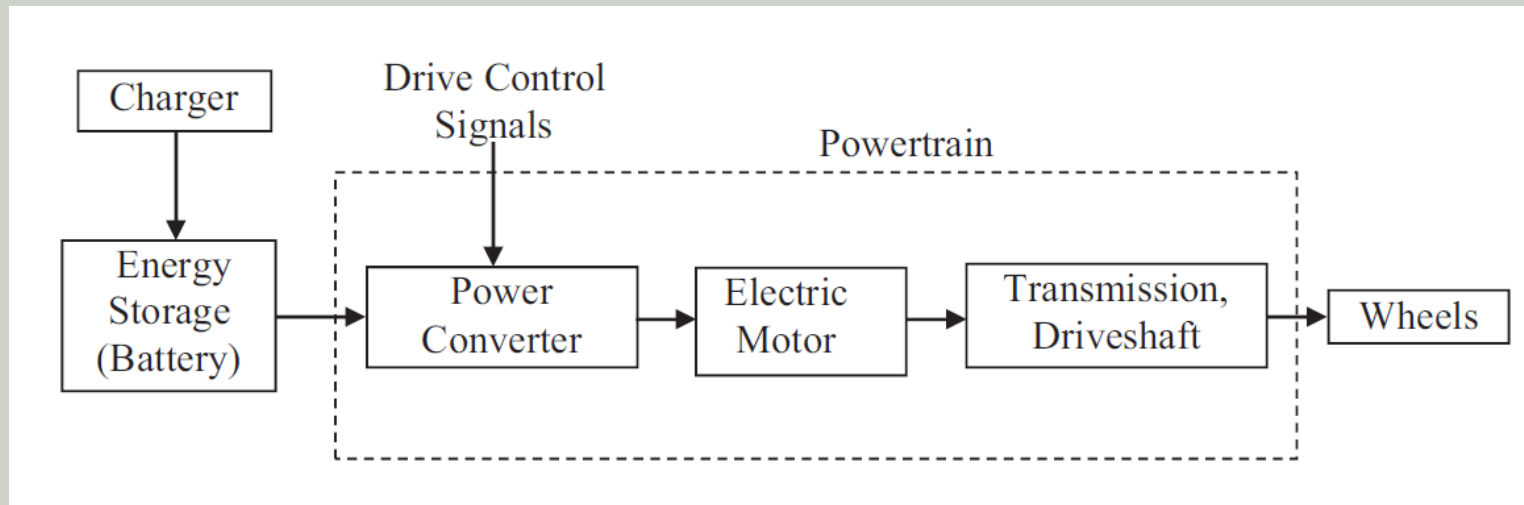 Charger
Drive Control
Signals
Powertrain
Energy
Storage
(Battery)
Power
Converter
Electric
Motor
Transmission,
Driveshaft
Wheels